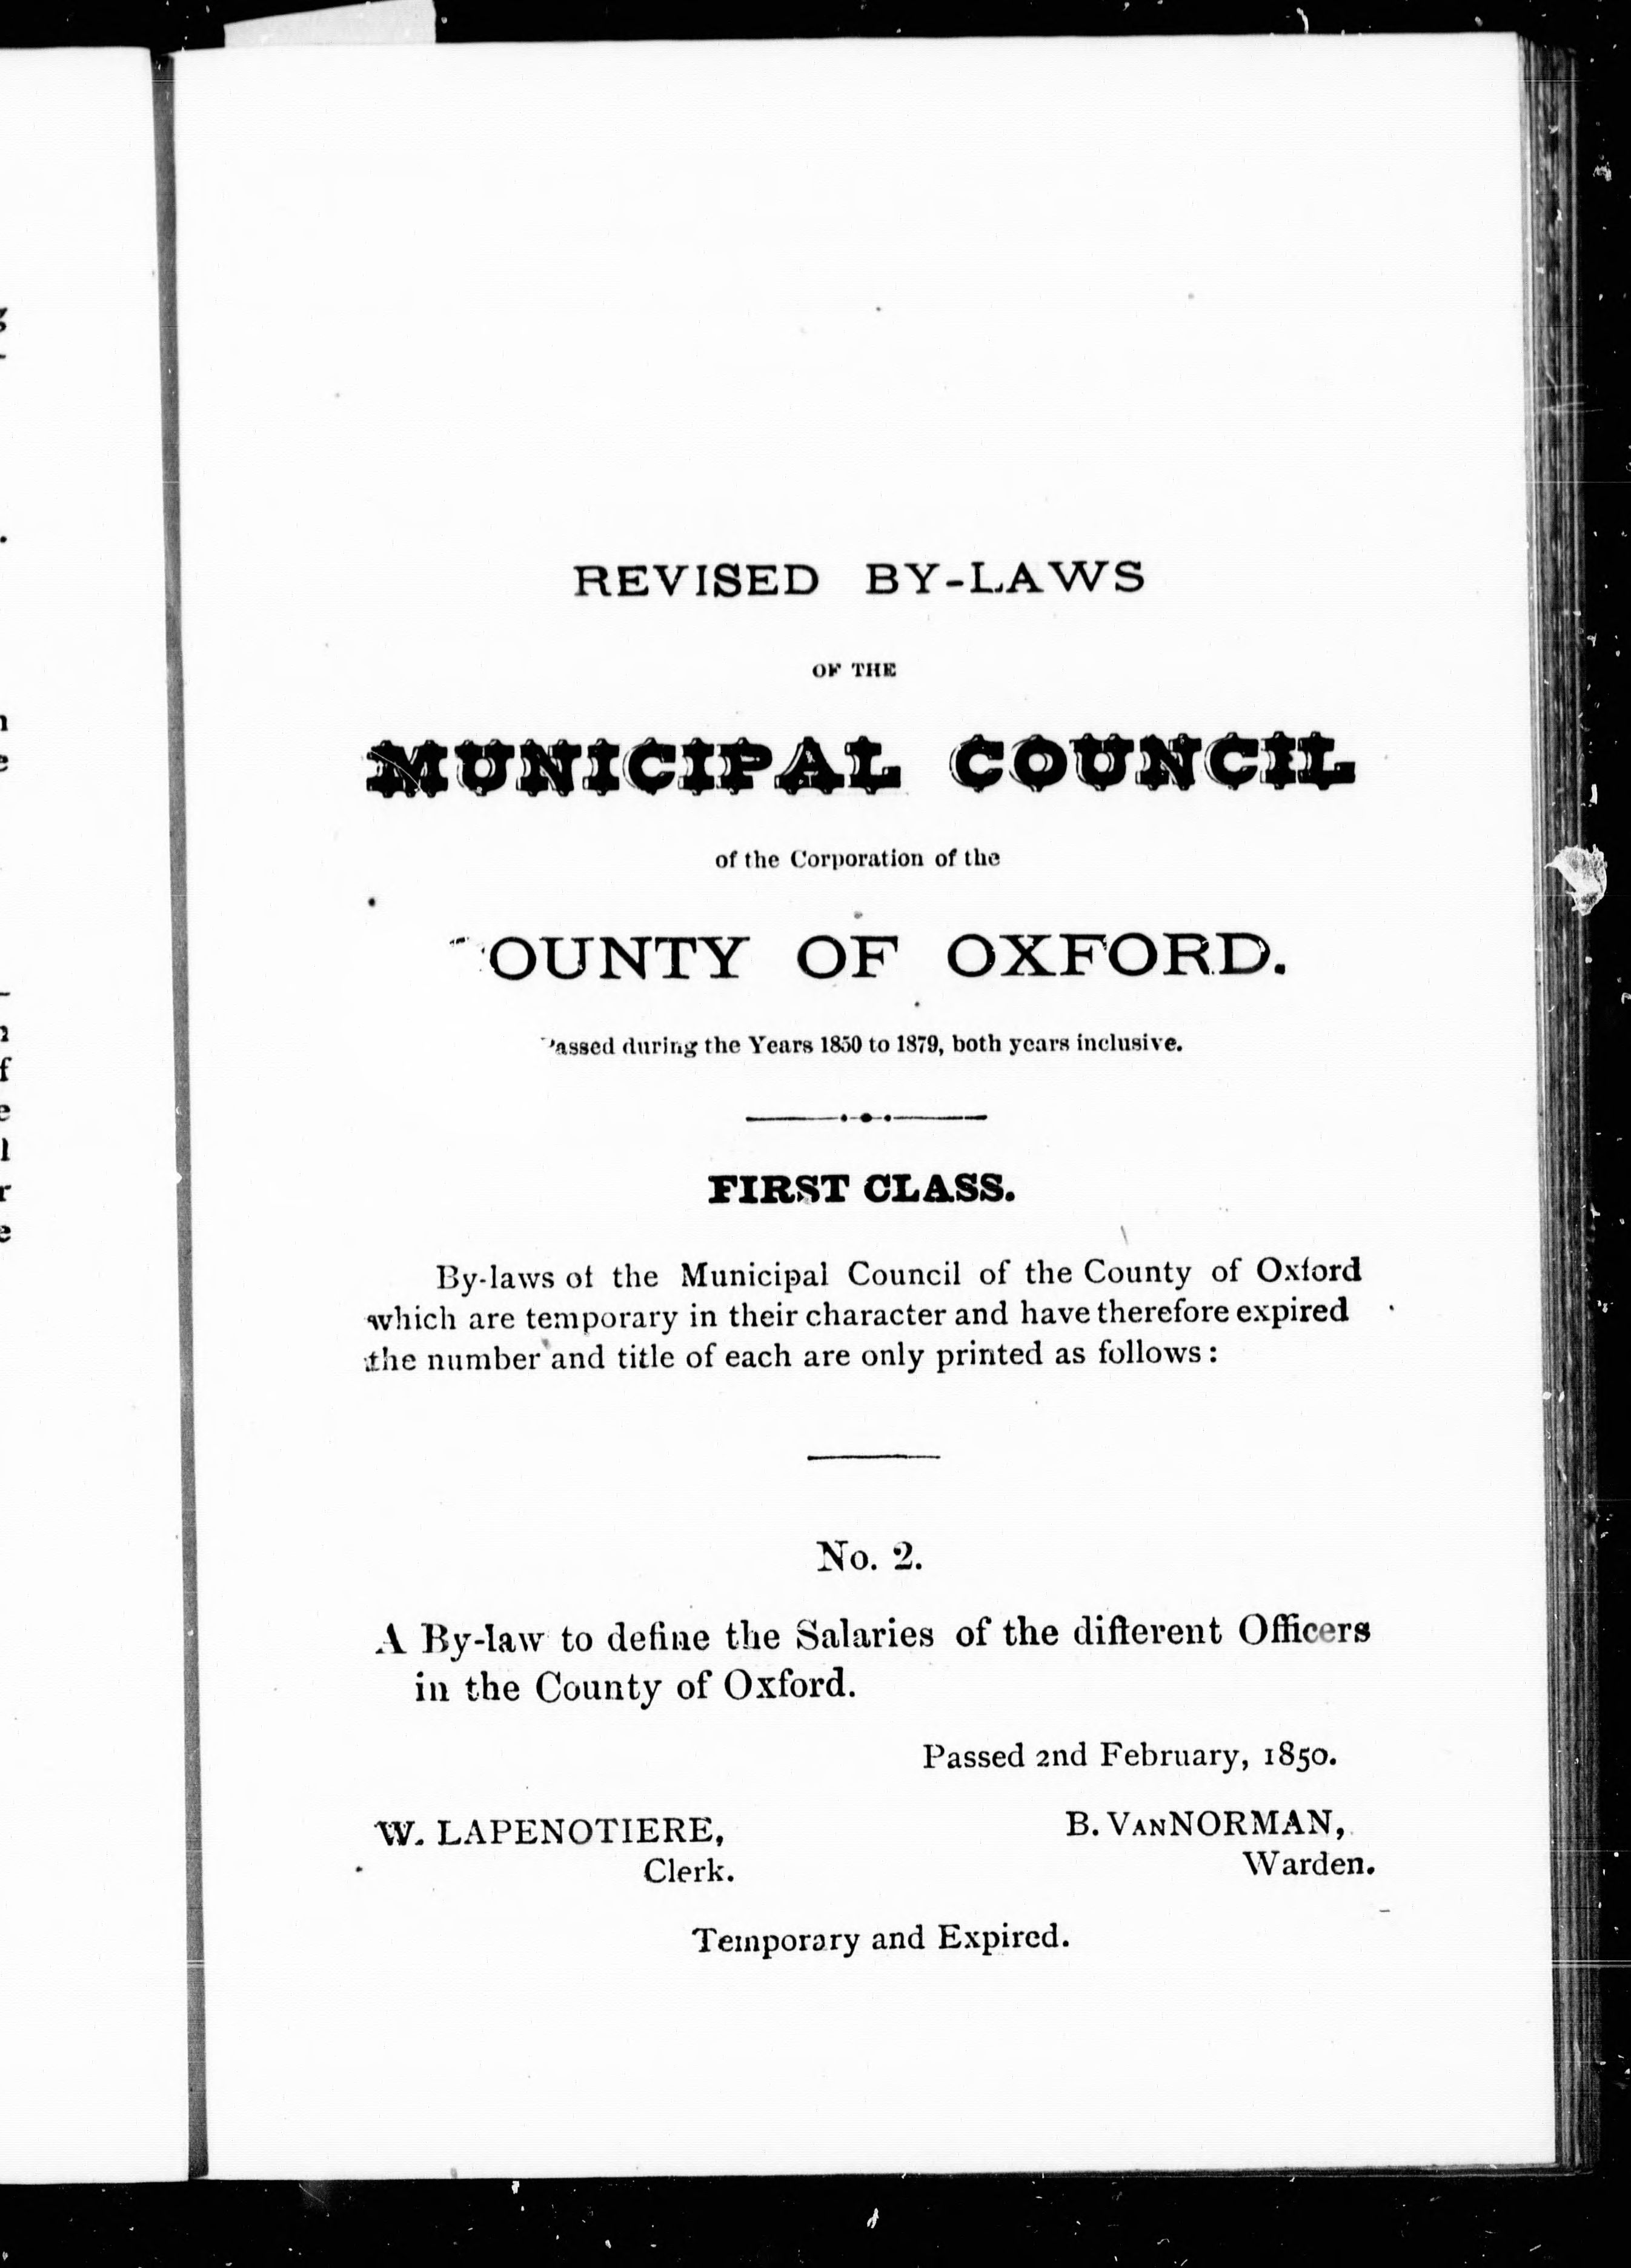 REVISED BY-LAWS
OF THE
MUNICIPAL COUNCIL
of the Corporation of the
COUNTY OF OXFORD.
Passed during the Years 1850 to 1879, both years inclusive.
FIRST CLASS.
By-laws of the Municipal Council of the County of Oxford
which are temporary in their character and have therefore expired
the number and title of each are only printed as follows:
No. 2.
A By-law to define the Salaries of the different Officers
in the County of Oxford.
Passed 2nd February, 1850.
W. LAPENOTIERE,
Clerk.
B. VANNORMAN,
Warden.
Temporary and Expired.